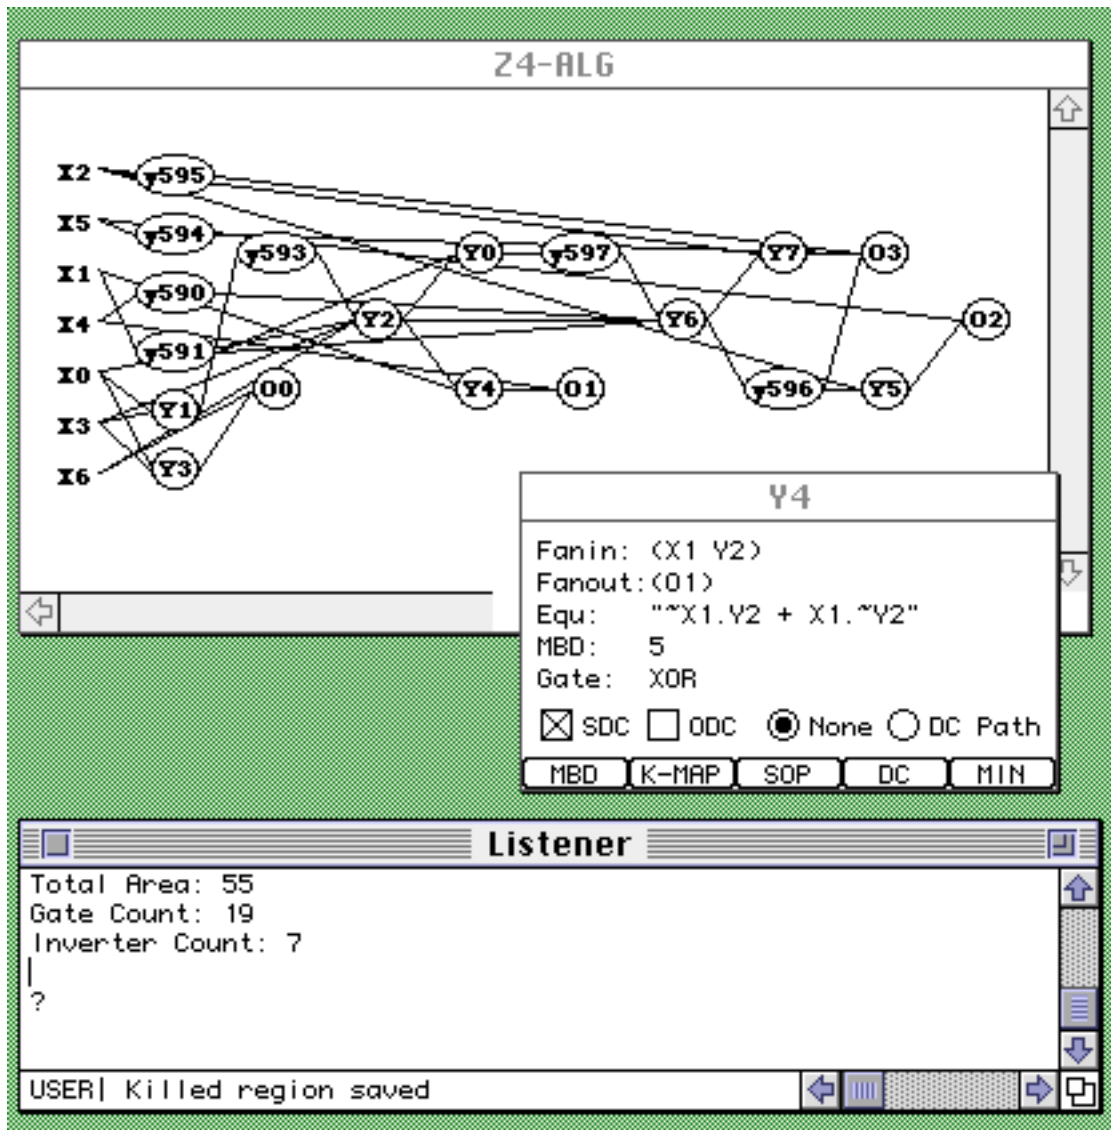 Z4-ALG
X2
y595
X5
y594
y593
Y0
y597
Y7
O3
X1
y590
X4
Y2
Y6
O2
y591
X0
O0
Y4
O1
y596
Y5
Y1
X3
X6
Y3
Y4
Fanin: (X1 Y2)
Fanout:(O1)
Equ: "~X1.Y2 + X1.~Y2"
MBD: 5
Gate: XOR
SDC ODC None DC Path
MBD K-MAP SOP DC MIN
Listener
Total Area: 55
Gate Count: 19
Inverter Count: 7
?
USER| Killed region saved